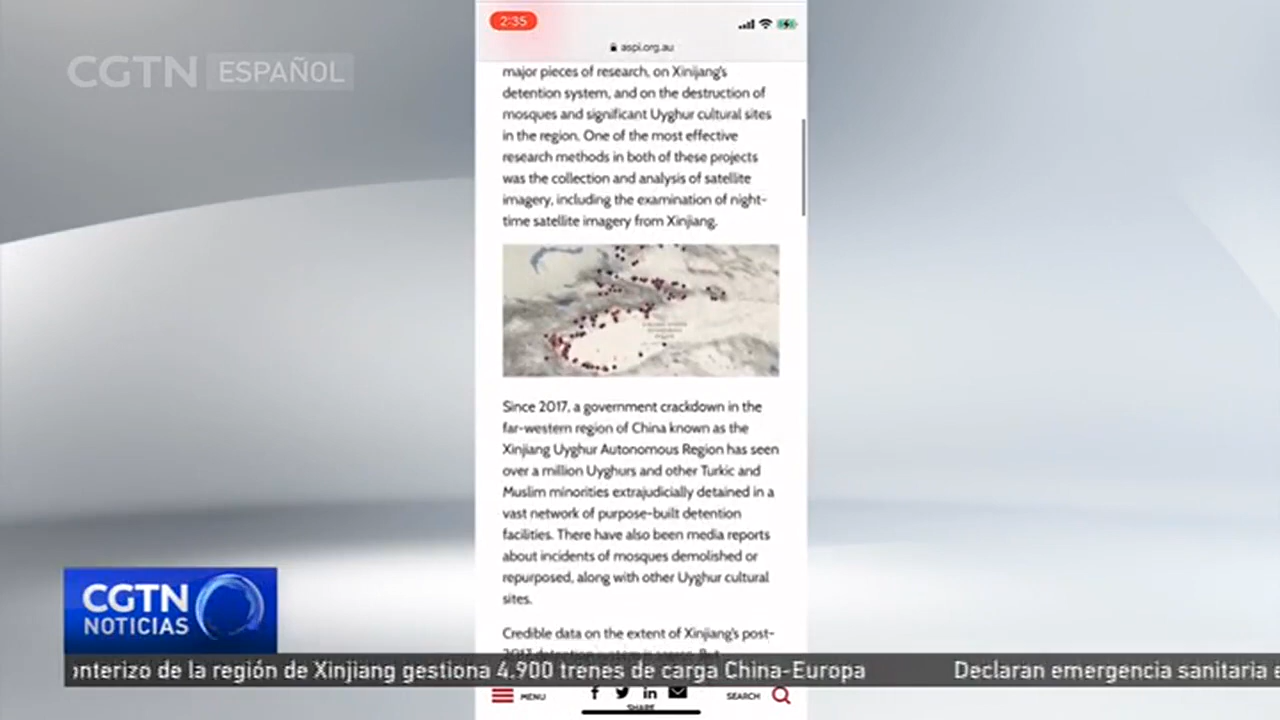 CGTN ESPAÑOL
2:35
aspi.org.au
major pieces of research, on Xinjiang's
detention system, and on the destruction of
mosques and significant Uyghur cultural sites
in the region. One of the most effective
research methods in both of these projects
was the collection and analysis of satellite
imagery, including the examination of night-
time satellite imagery from Xinjiang.
Since 2017, a government crackdown in the
far-western region of China known as the
Xinjiang Uyghur Autonomous Region has seen
over a million Uyghurs and other Turkic and
Muslim minorities extrajudicially detained in a
vast network of purpose-built detention
facilities. There have also been media reports
about incidents of mosques demolished or
repurposed, along with other Uyghur cultural
sites.
Credible data on the extent of Xinjiang's post-
CGTN
NOTICIAS
onterizo de la región de Xinjiang gestiona 4.900 trenes de carga China-Europa Declaran emergencia sanitaria e
MENU
SHARE
SEARCH